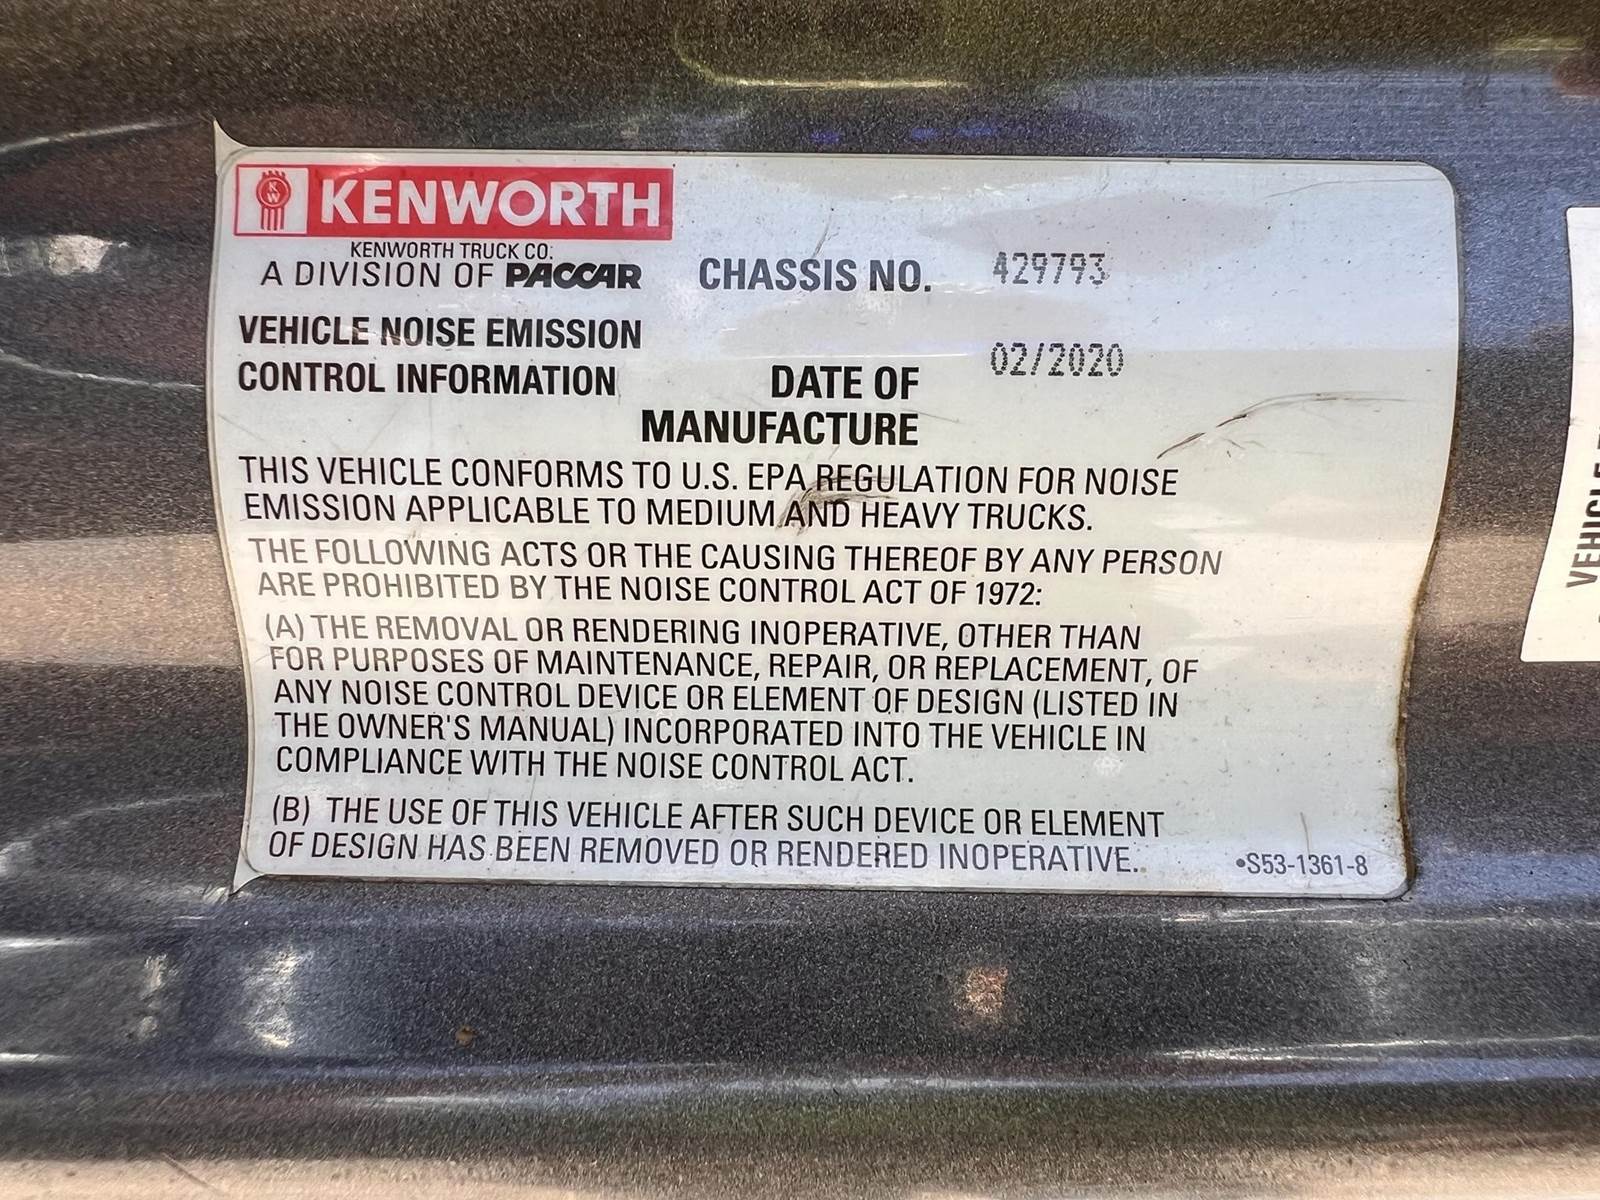 KW KENWORTH
KENWORTH TRUCK CO.
A DIVISION OF PACCAR
CHASSIS NO. 429793
VEHICLE NOISE EMISSION
CONTROL INFORMATION
DATE OF 02/2020
MANUFACTURE
THIS VEHICLE CONFORMS TO U.S. EPA REGULATION FOR NOISE
EMISSION APPLICABLE TO MEDIUM AND HEAVY TRUCKS.
THE FOLLOWING ACTS OR THE CAUSING THEREOF BY ANY PERSON
ARE PROHIBITED BY THE NOISE CONTROL ACT OF 1972:
(A) THE REMOVAL OR RENDERING INOPERATIVE, OTHER THAN
FOR PURPOSES OF MAINTENANCE, REPAIR, OR REPLACEMENT, OF
ANY NOISE CONTROL DEVICE OR ELEMENT OF DESIGN (LISTED IN
THE OWNER'S MANUAL) INCORPORATED INTO THE VEHICLE IN
COMPLIANCE WITH THE NOISE CONTROL ACT.
(B) THE USE OF THIS VEHICLE AFTER SUCH DEVICE OR ELEMENT
OF DESIGN HAS BEEN REMOVED OR RENDERED INOPERATIVE.
•S53-1361-8
VEHICLE